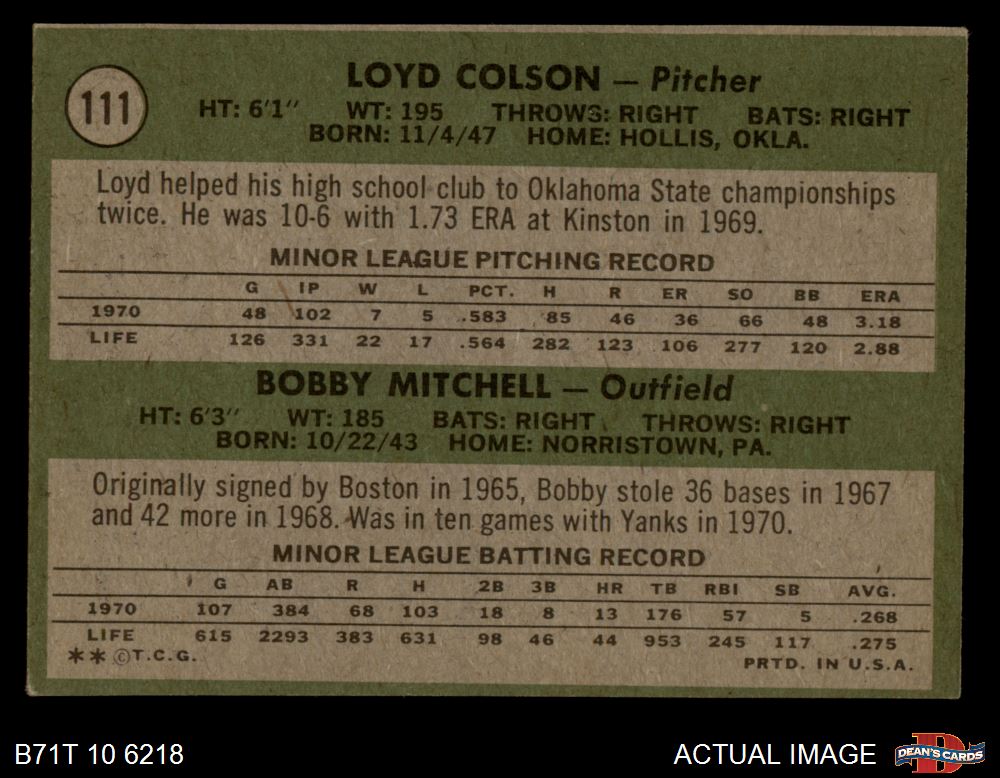 111
LOYD COLSON — Pitcher
HT: 6'1" WT: 195 THROWS: RIGHT BATS: RIGHT
BORN: 11/4/47 HOME: HOLLIS, OKLA.
Loyd helped his high school club to Oklahoma State championships
twice. He was 10-6 with 1.73 ERA at Kinston in 1969.
MINOR LEAGUE PITCHING RECORD
G IP W L PCT. H R ER SO BB ERA
1970 48 102 7 5 .583 85 46 36 66 48 3.18
LIFE 126 331 22 17 .564 282 123 106 277 120 2.88
BOBBY MITCHELL — Outfield
HT: 6'3" WT: 185 BATS: RIGHT THROWS: RIGHT
BORN: 10/22/43 HOME: NORRISTOWN, PA.
Originally signed by Boston in 1965, Bobby stole 36 bases in 1967
and 42 more in 1968. Was in ten games with Yanks in 1970.
MINOR LEAGUE BATTING RECORD
G AB R H 2B 3B HR TB RBI SB AVG.
1970 107 384 68 103 18 8 13 176 57 5 .268
LIFE 615 2293 383 631 98 46 44 953 245 117 .275
**©T.C.G. PRTD. IN U.S.A.
B71T 10 6218 ACTUAL IMAGE DEAN'S CARDS